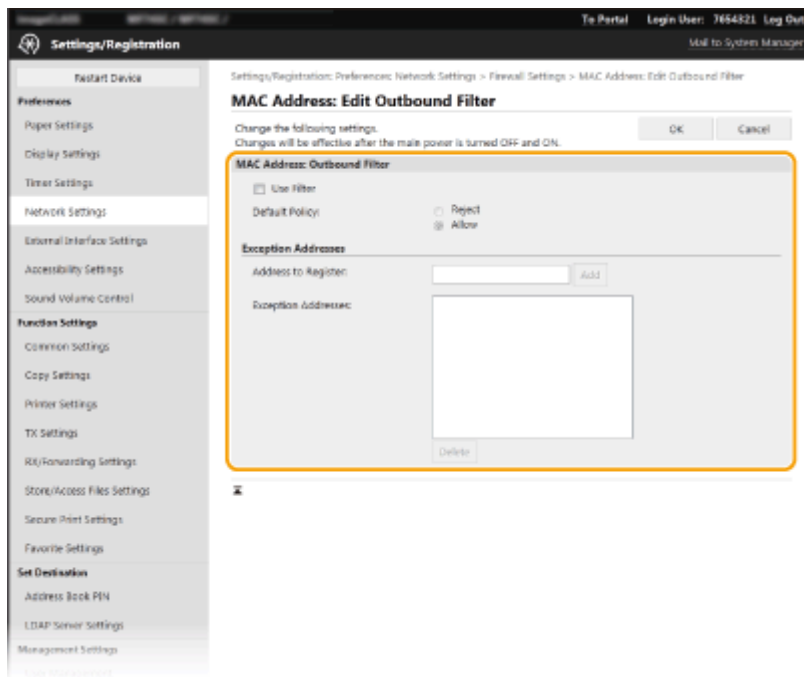 To Portal Login User: 7654321 Log Out
Settings/Registration
Mail to System Manager
Restart Device
Preferences
Paper Settings
Display Settings
Timer Settings
Network Settings
External Interface Settings
Accessibility Settings
Sound Volume Control
Function Settings
Common Settings
Copy Settings
Printer Settings
TX Settings
RX/Forwarding Settings
Store/Access Files Settings
Secure Print Settings
Favorite Settings
Set Destination
Address Book PIN
LDAP Server Settings
Management Settings
Settings/Registration: Preferences: Network Settings > Firewall Settings > MAC Address: Edit Outbound Filter
MAC Address: Edit Outbound Filter
Change the following settings.
Changes will be effective after the main power is turned OFF and ON.
OK Cancel
MAC Address: Outbound Filter
Use Filter
Default Policy: Reject
Allow
Exception Addresses
Address to Register: Add
Exception Addresses:
Delete